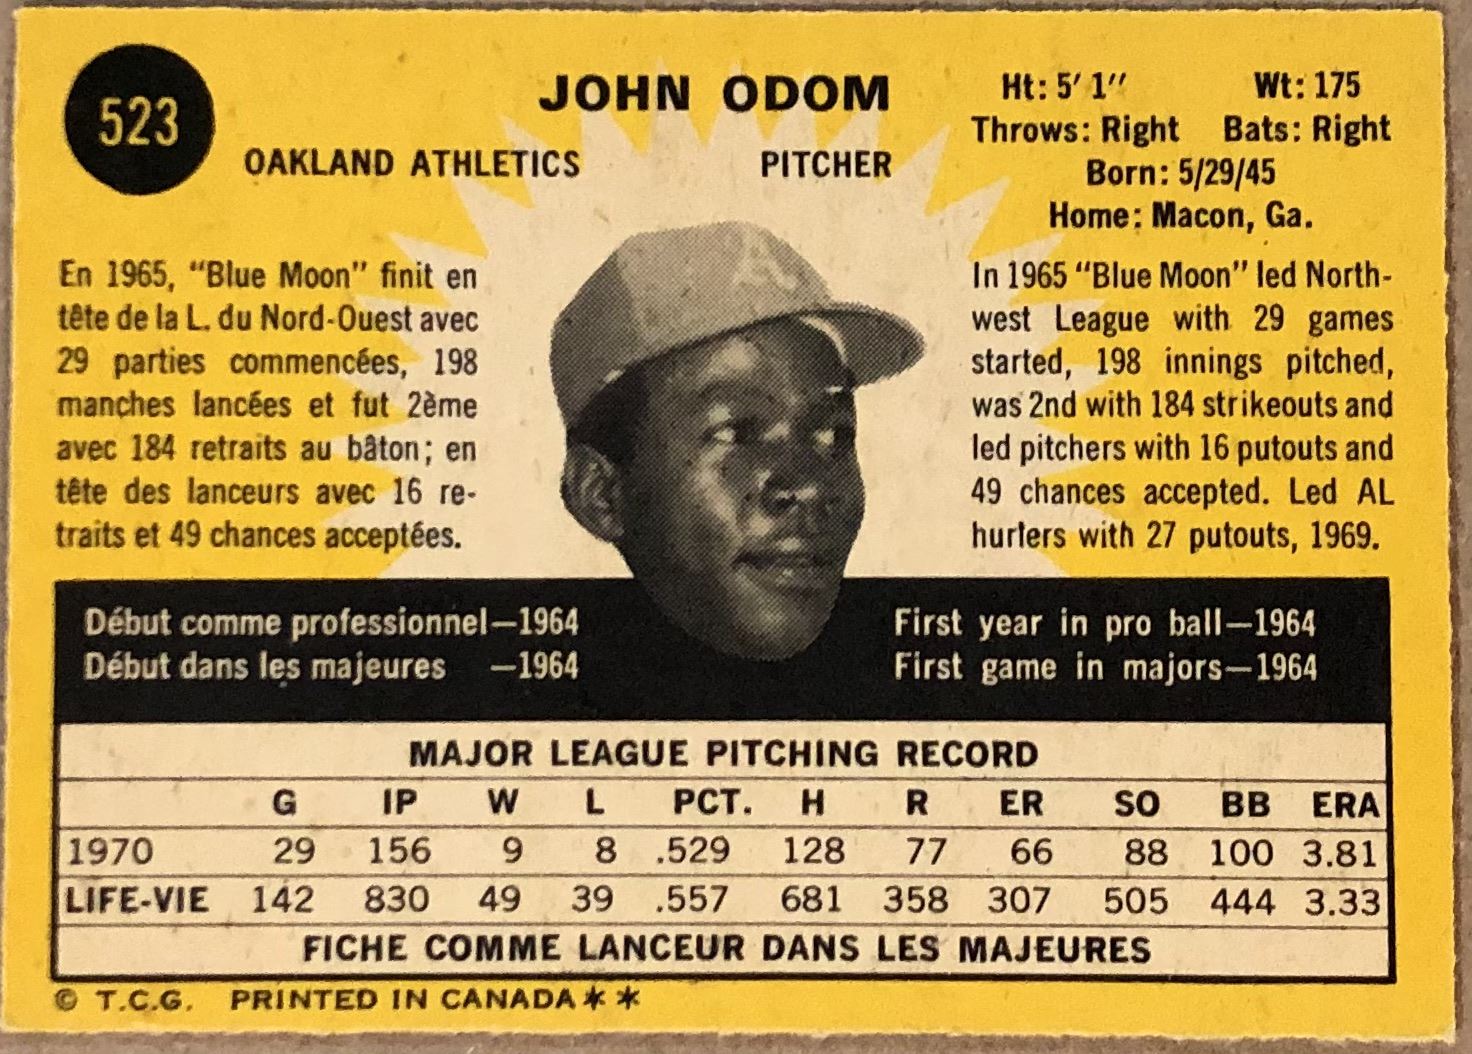 523
JOHN ODOM
OAKLAND ATHLETICS PITCHER
Ht: 5' 1" Wt: 175
Throws: Right Bats: Right
Born: 5/29/45
Home: Macon, Ga.
En 1965, "Blue Moon" finit en
tête de la L. du Nord-Ouest avec
29 parties commencées, 198
manches lancées et fut 2ème
avec 184 retraits au bâton; en
tête des lanceurs avec 16 re-
traits et 49 chances acceptées.
A
In 1965 "Blue Moon" led North-
west League with 29 games
started, 198 innings pitched,
was 2nd with 184 strikeouts and
led pitchers with 16 putouts and
49 chances accepted. Led AL
hurlers with 27 putouts, 1969.
Début comme professionnel—1964
Début dans les majeures —1964
First year in pro ball—1964
First game in majors—1964
MAJOR LEAGUE PITCHING RECORD
G IP W L PCT. H R ER SO BB ERA
1970 29 156 9 8 .529 128 77 66 88 100 3.81
LIFE-VIE 142 830 49 39 .557 681 358 307 505 444 3.33
FICHE COMME LANCEUR DANS LES MAJEURES
© T.C.G. PRINTED IN CANADA**